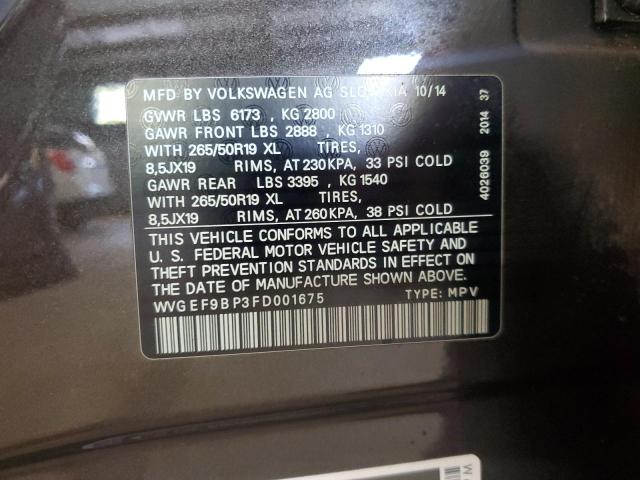 MFD BY VOLKSWAGEN AG SLOVAKIA 10/14
GVWR LBS 6173, KG 2800
GAWR FRONT LBS 2888, KG 1310
WITH 265/50R19 XL TIRES,
8,5JX19 RIMS, AT 230KPA, 33 PSI COLD
GAWR REAR LBS 3395, KG 1540
WITH 265/50R19 XL TIRES,
8,5JX19 RIMS, AT 260KPA, 38 PSI COLD
THIS VEHICLE CONFORMS TO ALL APPLICABLE
U. S. FEDERAL MOTOR VEHICLE SAFETY AND
THEFT PREVENTION STANDARDS IN EFFECT ON
THE DATE OF MANUFACTURE SHOWN ABOVE.
WVGEF9BP3FD001675 TYPE: MPV
4026039 2014 37